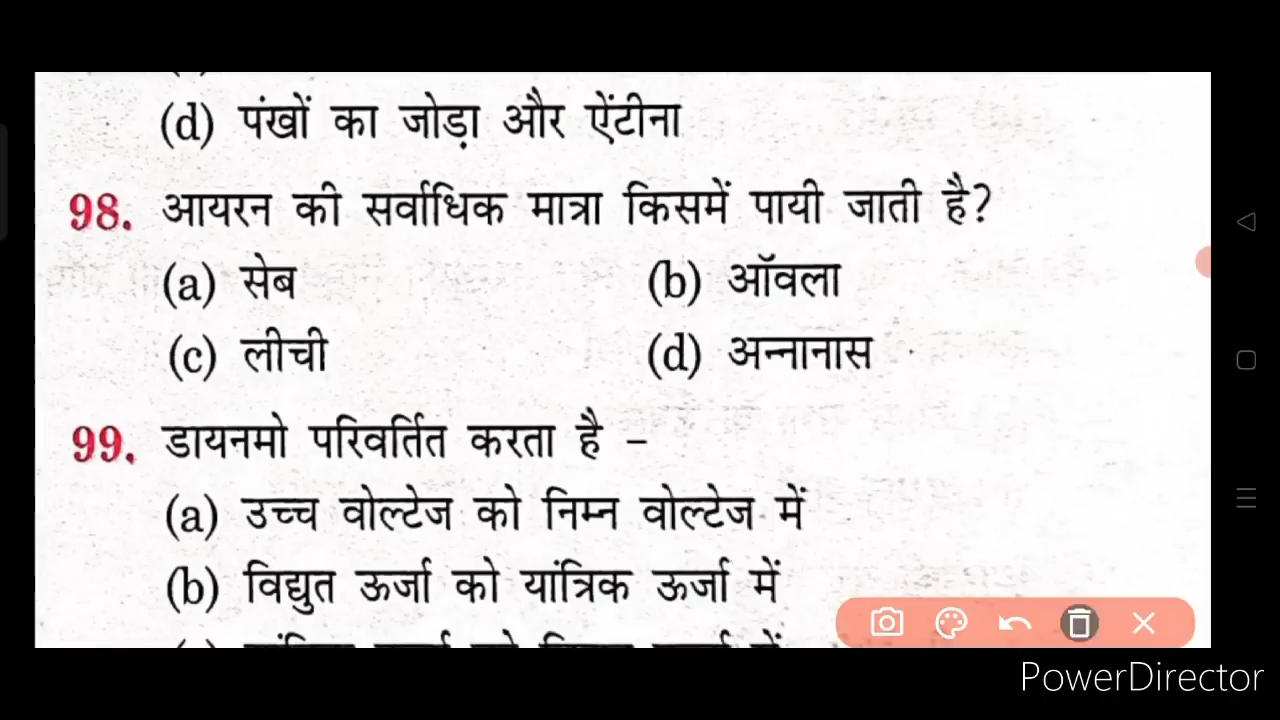 (d) पंखों का जोड़ा और ऐंटीना
98. आयरन की सर्वाधिक मात्रा किसमें पायी जाती है?
(a) सेब (b) ऑवला
(c) लीची (d) अन्नानास
99. डायनमो परिवर्तित करता है –
(a) उच्च वोल्टेज को निम्न वोल्टेज में
(b) विद्युत ऊर्जा को यांत्रिक ऊर्जा में
PowerDirector